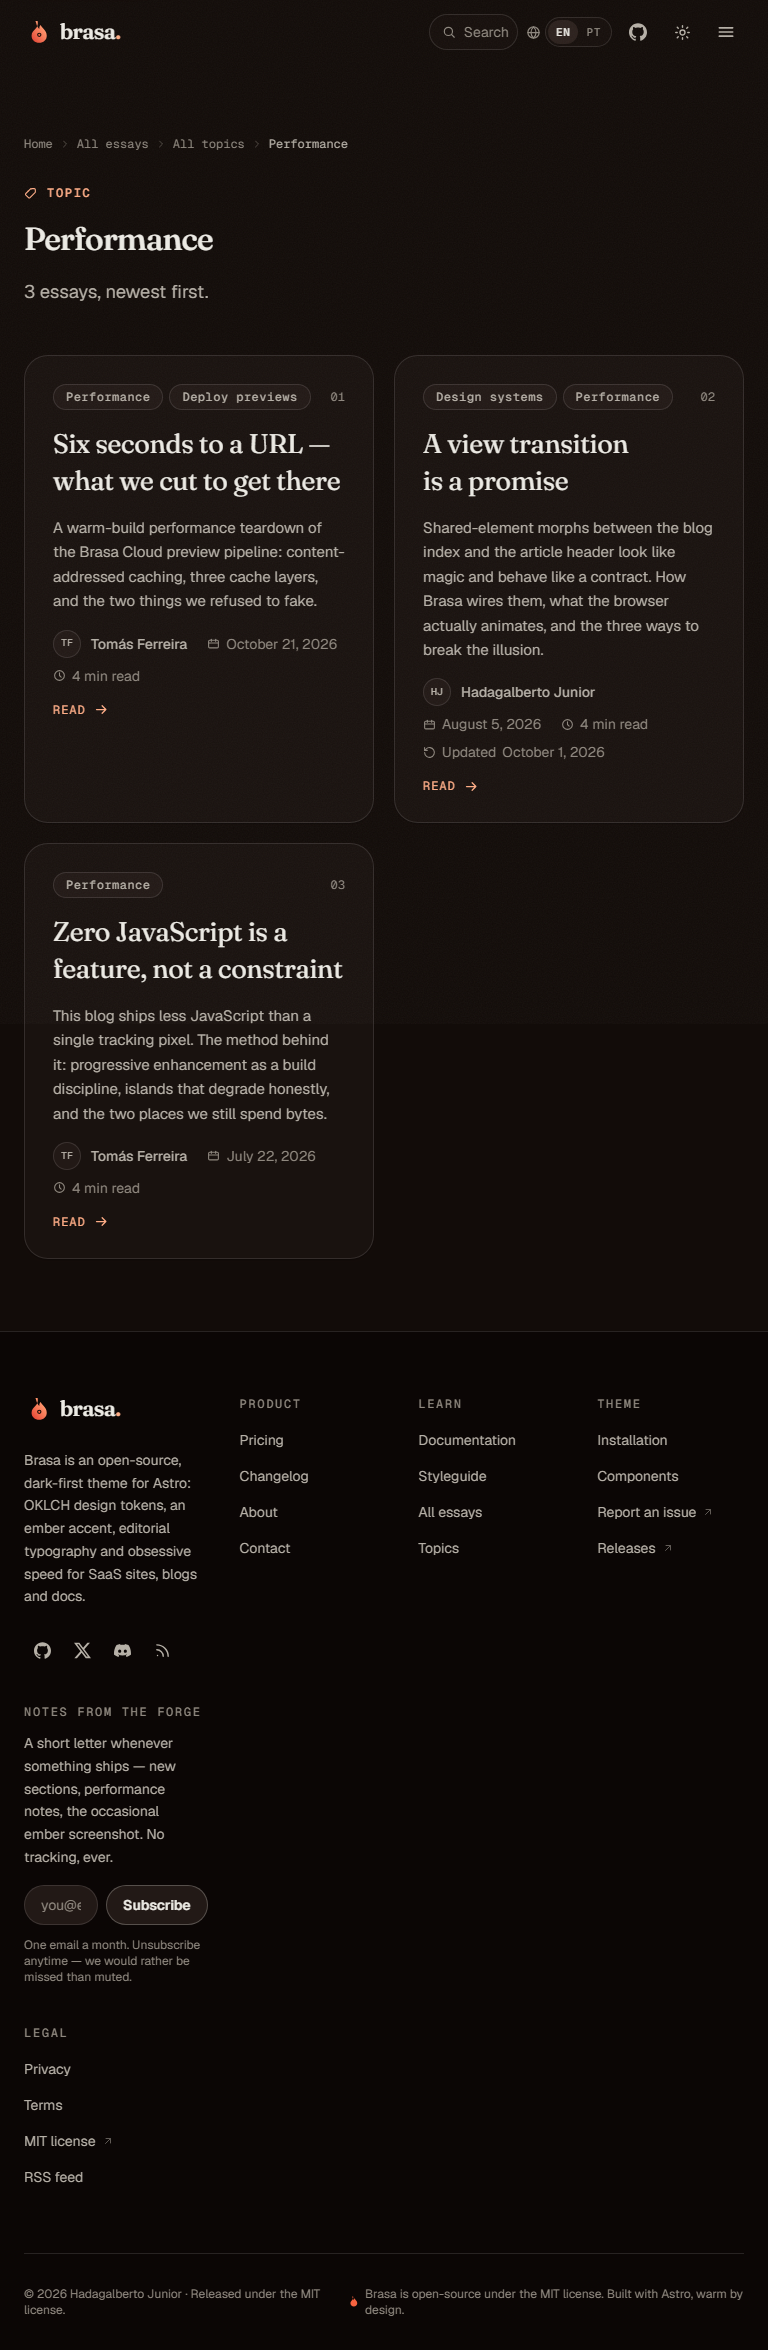 brasa.
Search
EN PT
Home All essays All topics Performance
TOPIC
Performance
3 essays, newest first.
Performance Deploy previews 01
Six seconds to a URL —
what we cut to get there
A warm-build performance teardown of
the Brasa Cloud preview pipeline: content-
addressed caching, three cache layers,
and the two things we refused to fake.
TF Tomás Ferreira October 21, 2026
4 min read
READ →
Design systems Performance 02
A view transition
is a promise
Shared-element morphs between the blog
index and the article header look like
magic and behave like a contract. How
Brasa wires them, what the browser
actually animates, and the three ways to
break the illusion.
HJ Hadagalberto Junior
August 5, 2026 4 min read
Updated October 1, 2026
READ →
Performance 03
Zero JavaScript is a
feature, not a constraint
This blog ships less JavaScript than a
single tracking pixel. The method behind
it: progressive enhancement as a build
discipline, islands that degrade honestly,
and the two places we still spend bytes.
TF Tomás Ferreira July 22, 2026
4 min read
READ →
brasa.
Brasa is an open-source,
dark-first theme for Astro:
OKLCH design tokens, an
ember accent, editorial
typography and obsessive
speed for SaaS sites, blogs
and docs.
PRODUCT
Pricing
Changelog
About
Contact
LEARN
Documentation
Styleguide
All essays
Topics
THEME
Installation
Components
Report an issue ↗
Releases ↗
NOTES FROM THE FORGE
A short letter whenever
something ships — new
sections, performance
notes, the occasional
ember screenshot. No
tracking, ever.
you@e Subscribe
One email a month. Unsubscribe
anytime — we would rather be
missed than muted.
LEGAL
Privacy
Terms
MIT license ↗
RSS feed
© 2026 Hadagalberto Junior · Released under the MIT
license.
Brasa is open-source under the MIT license. Built with Astro, warm by
design.